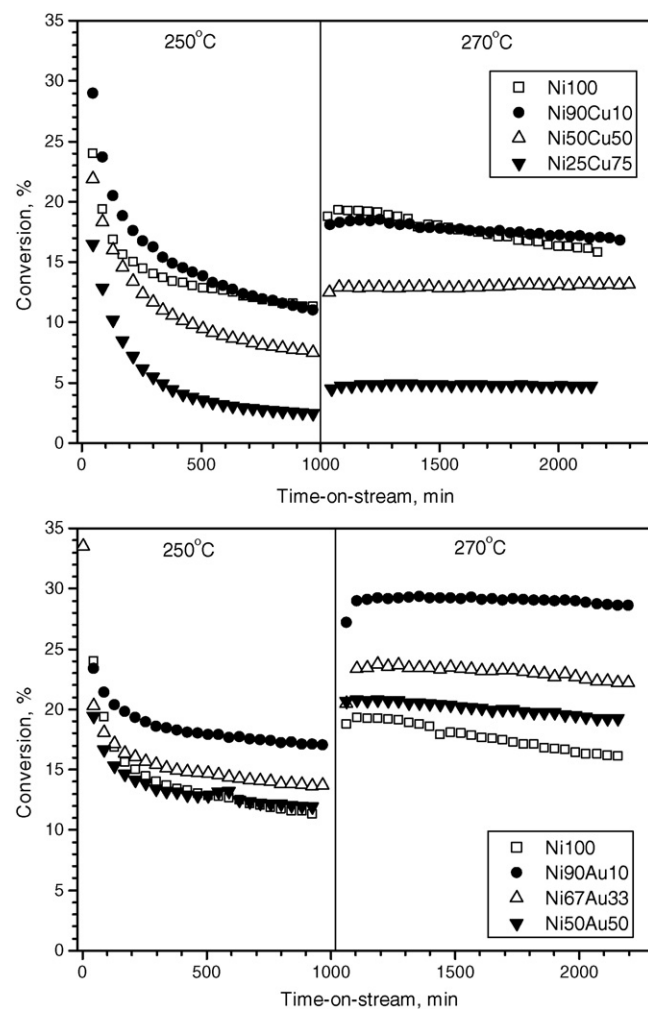 250°C
270°C
Ni100
Ni90Cu10
Ni50Cu50
Ni25Cu75
Conversion, %
35
30
25
20
15
10
5
0
0 500 1000 1500 2000
Time-on-stream, min
250°C
270°C
Conversion, %
35
30
25
20
15
10
5
0
Ni100
Ni90Au10
Ni67Au33
Ni50Au50
0 500 1000 1500 2000
Time-on-stream, min